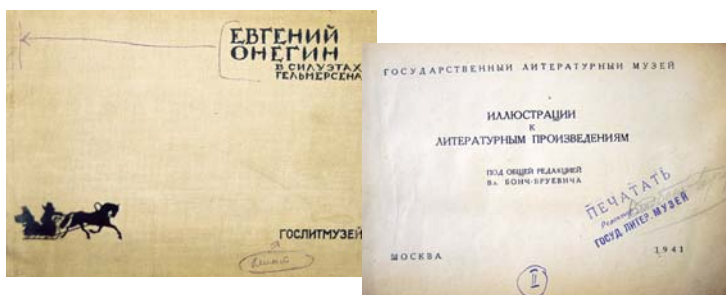 ЕВГЕНИЙ
ОНЕГИН
В СИЛУЭТАХ
ГЕЛЬМЕРСЕНА
ГОСЛИТМУЗЕЙ
ГОСУДАРСТВЕННЫЙ ЛИТЕРАТУРНЫЙ МУЗЕЙ
ИЛЛЮСТРАЦИИ
К
ЛИТЕРАТУРНЫМ ПРОИЗВЕДЕНИЯМ
ПОД ОБЩЕЙ РЕДАКЦИЕЙ
Вл. БОНЧ-БРУЕВИЧА
ПЕЧАТАТЬ
ГОСУД. ЛИТЕР. МУЗЕЙ
МОСКВА
1941
II